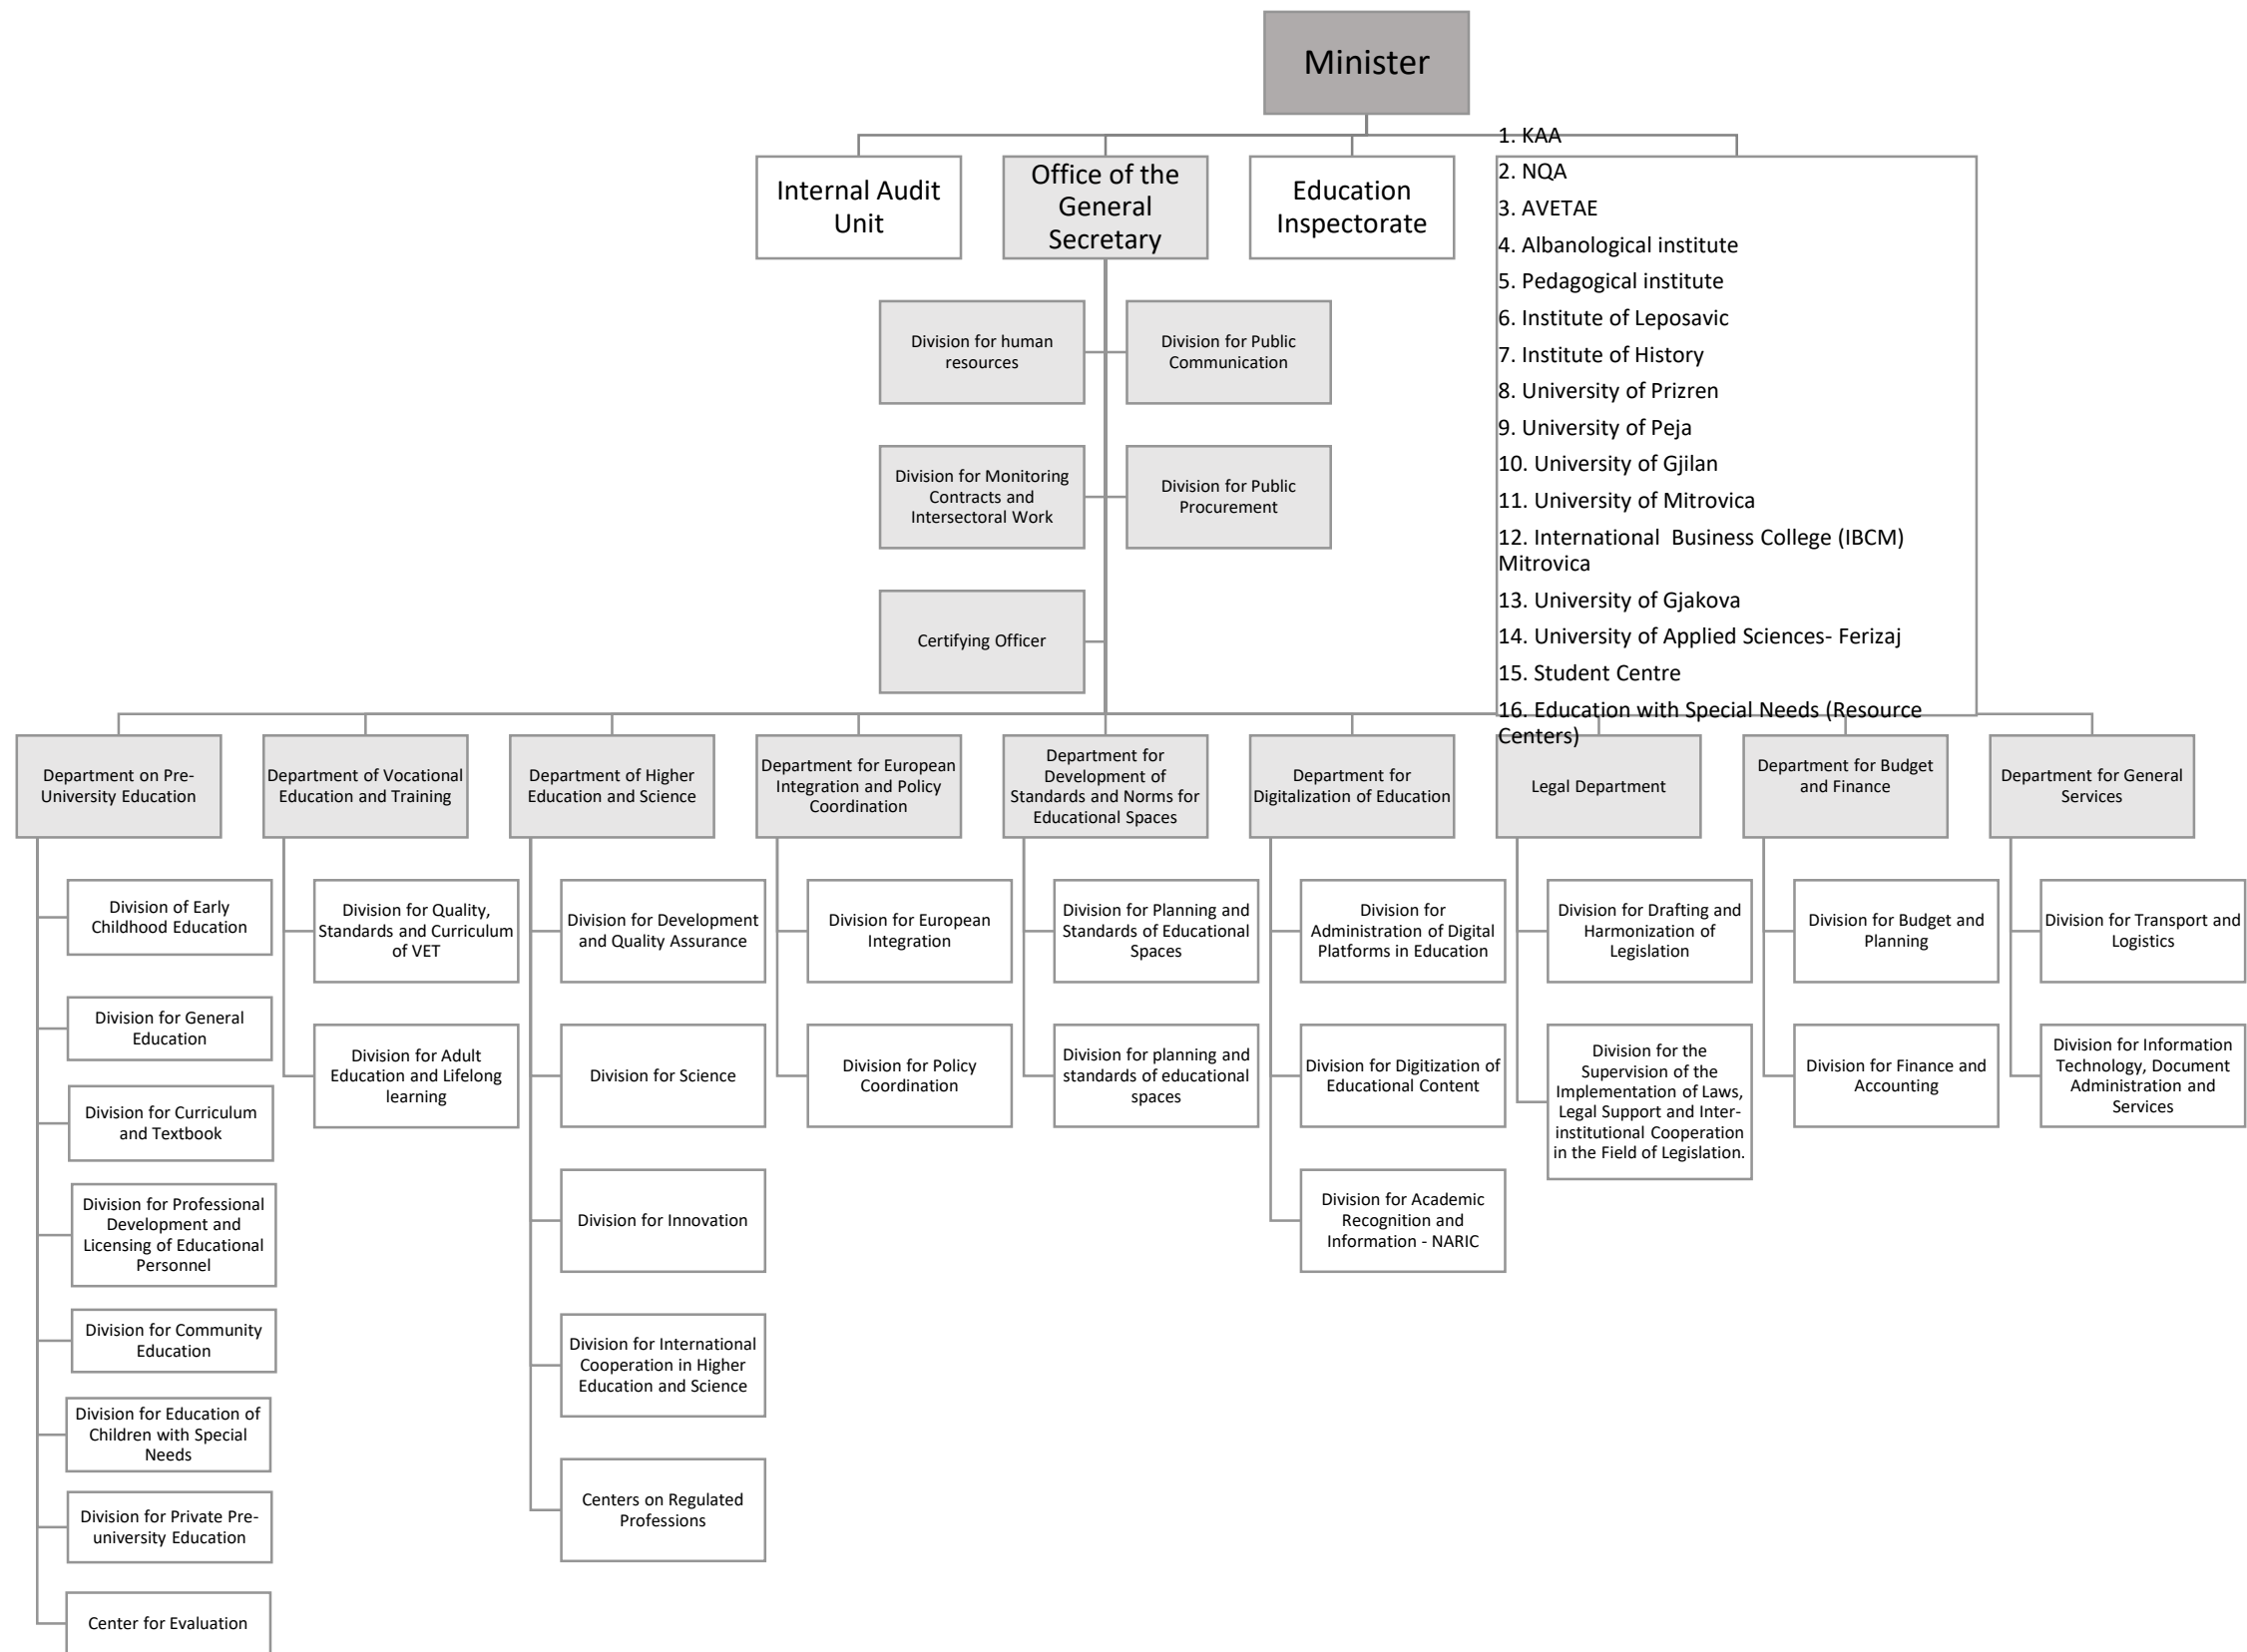 Minister
Internal Audit
Unit
Office of the
General
Secretary
Education
Inspectorate
1. KAA
2. NQA
3. AVETAE
4. Albanological institute
5. Pedagogical institute
6. Institute of Leposavic
7. Institute of History
8. University of Prizren
9. University of Peja
10. University of Gjilan
11. University of Mitrovica
12. International  Business College (IBCM)
Mitrovica
13. University of Gjakova
14. University of Applied Sciences- Ferizaj
15. Student Centre
16. Education with Special Needs (Resource
Centers)
Division for human
resources
Division for Public
Communication
Division for Monitoring
Contracts and
Intersectoral Work
Division for Public
Procurement
Certifying Officer
Department on Pre-
University Education
Division of Early
Childhood Education
Division for General
Education
Division for Curriculum
and Textbook
Division for Professional
Development and
Licensing of Educational
Personnel
Division for Community
Education
Division for Education of
Children with Special
Needs
Division for Private Pre-
university Education
Center for Evaluation
Department of Vocational
Education and Training
Division for Quality,
Standards and Curriculum
of VET
Division for Adult
Education and Lifelong
learning
Department of Higher
Education and Science
Division for Development
and Quality Assurance
Division for Science
Division for Innovation
Division for International
Cooperation in Higher
Education and Science
Centers on Regulated
Professions
Department for European
Integration and Policy
Coordination
Division for European
Integration
Division for Policy
Coordination
Department for
Development of
Standards and Norms for
Educational Spaces
Division for Planning and
Standards of Educational
Spaces
Division for planning and
standards of educational
spaces
Department for
Digitalization of Education
Division for
Administration of Digital
Platforms in Education
Division for Digitization of
Educational Content
Division for Academic
Recognition and
Information - NARIC
Legal Department
Division for Drafting and
Harmonization of
Legislation
Division for the
Supervision of the
Implementation of Laws,
Legal Support and Inter-
institutional Cooperation
in the Field of Legislation.
Department for Budget
and Finance
Division for Budget and
Planning
Division for Finance and
Accounting
Department for General
Services
Division for Transport and
Logistics
Division for Information
Technology, Document
Administration and
Services